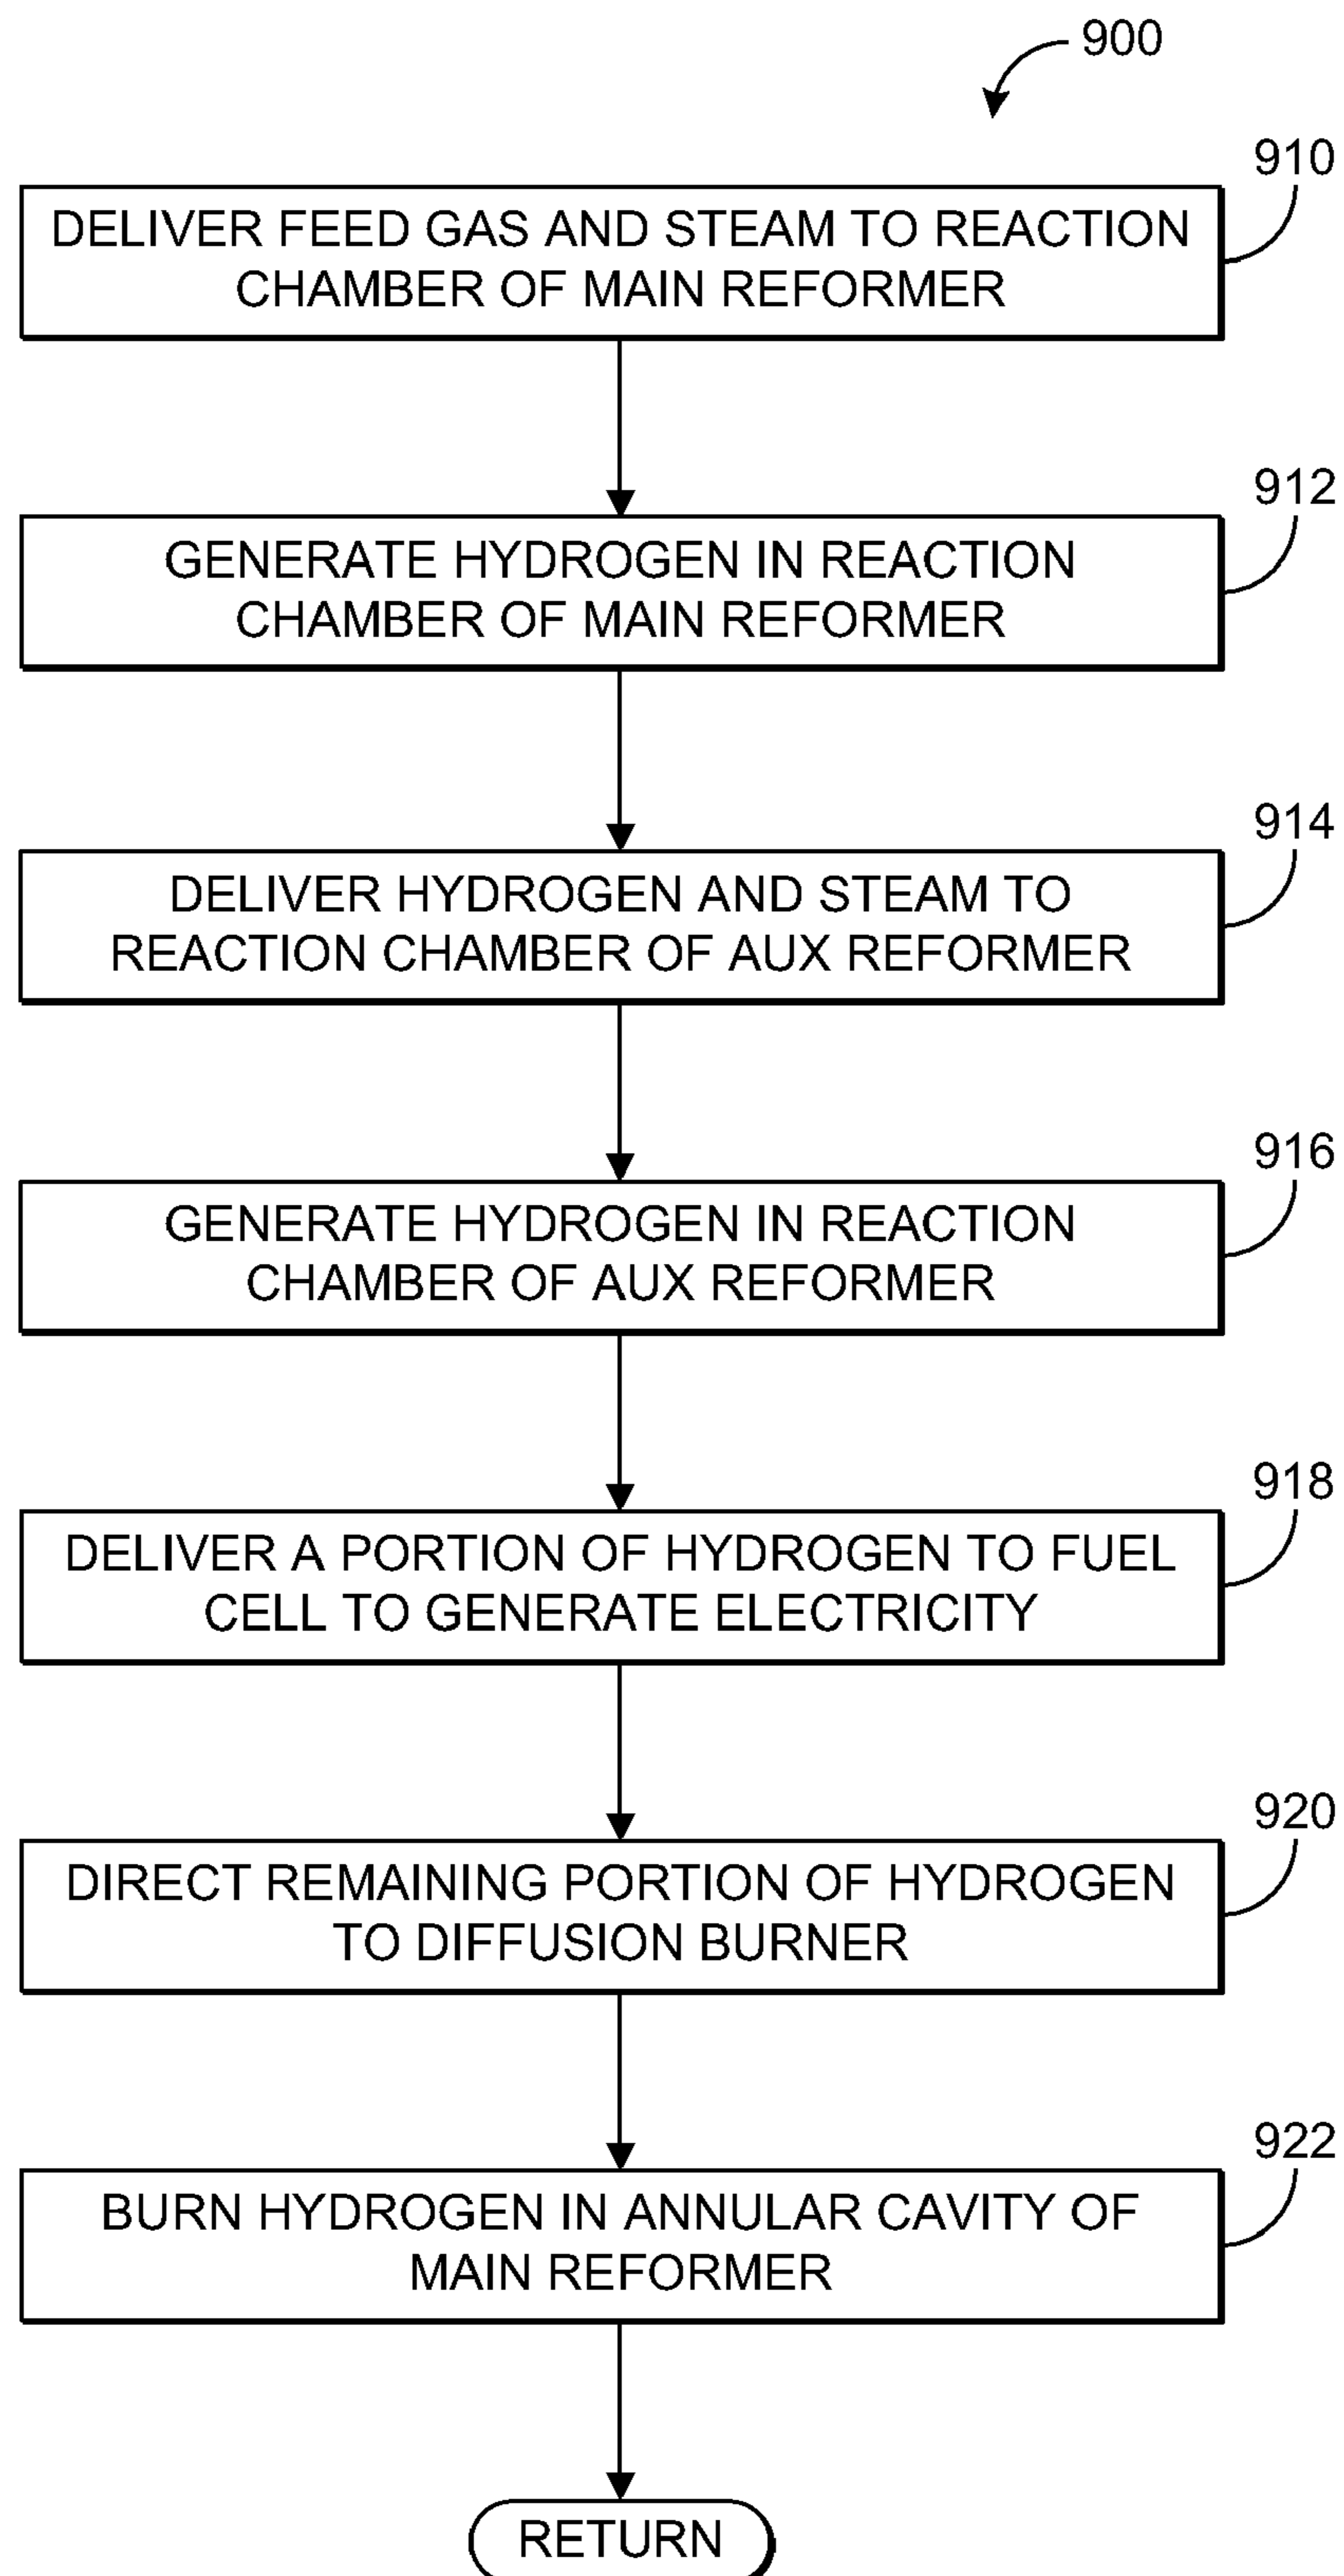 900
910
DELIVER FEED GAS AND STEAM TO REACTION
CHAMBER OF MAIN REFORMER
912
GENERATE HYDROGEN IN REACTION
CHAMBER OF MAIN REFORMER
914
DELIVER HYDROGEN AND STEAM TO
REACTION CHAMBER OF AUX REFORMER
916
GENERATE HYDROGEN IN REACTION
CHAMBER OF AUX REFORMER
918
DELIVER A PORTION OF HYDROGEN TO FUEL
CELL TO GENERATE ELECTRICITY
920
DIRECT REMAINING PORTION OF HYDROGEN
TO DIFFUSION BURNER
922
BURN HYDROGEN IN ANNULAR CAVITY OF
MAIN REFORMER
RETURN